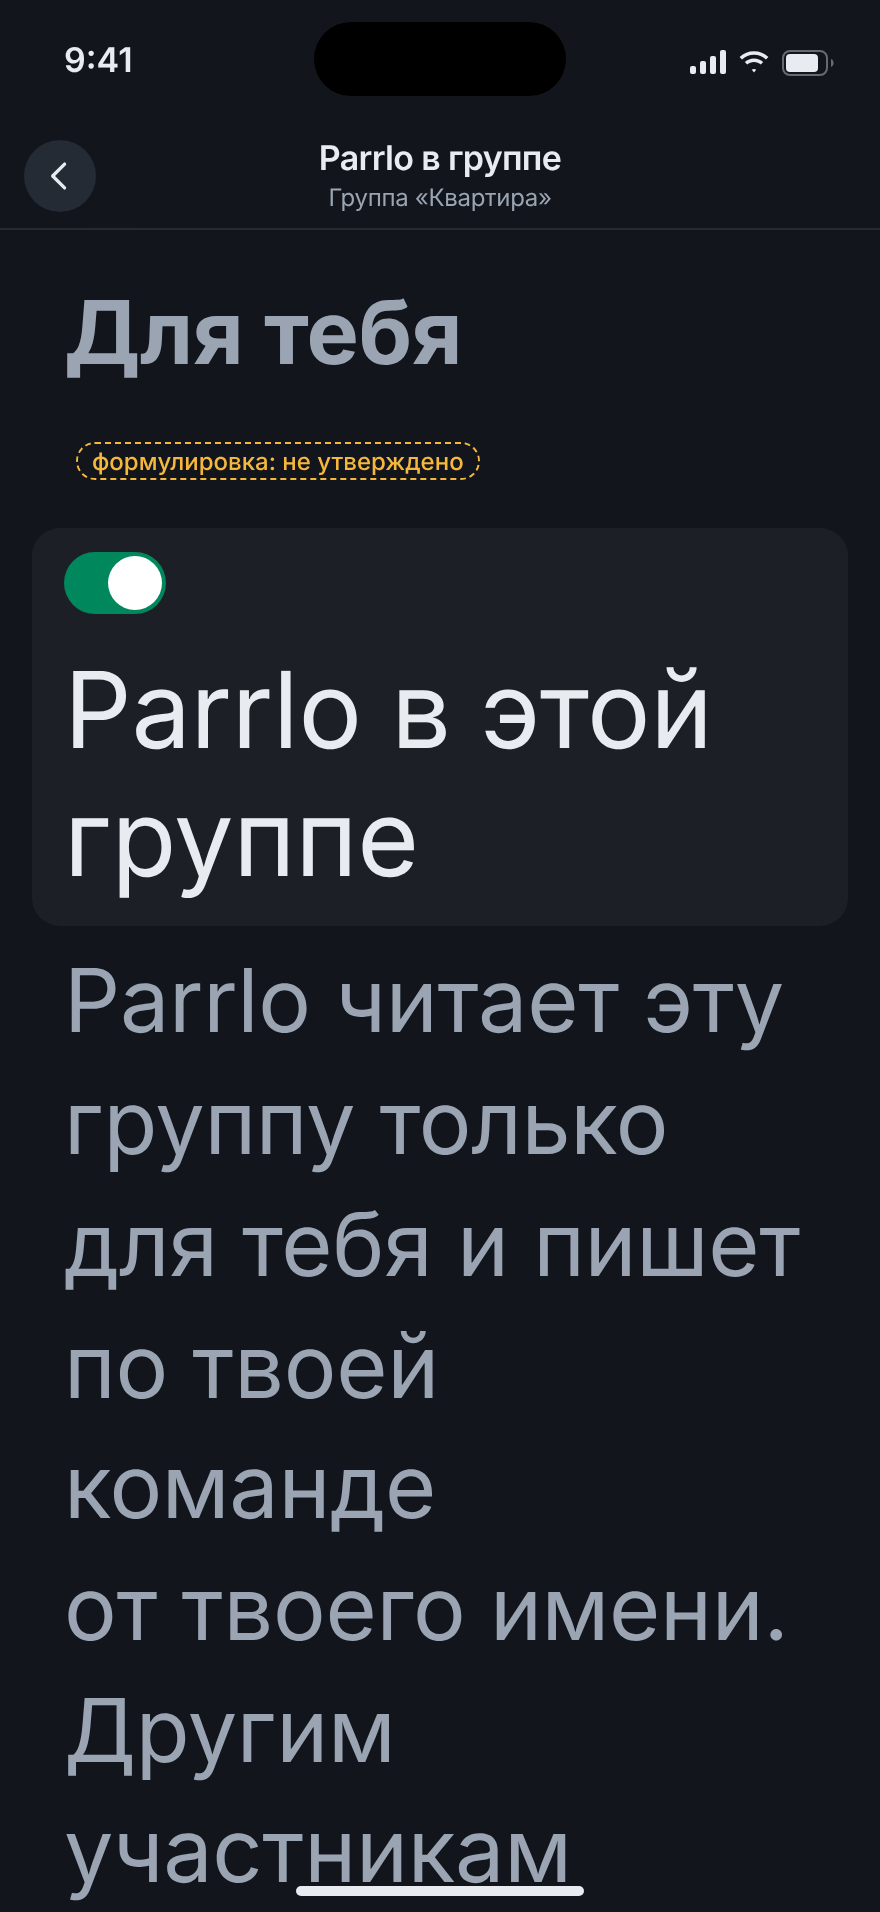 9:41
Parrlo в группе
Группа «Квартира»
Для тебя
формулировка: не утверждено
Parrlo в этой
группе
Parrlo читает эту
группу только
для тебя и пишет
по твоей
команде
от твоего имени.
Другим
участникам